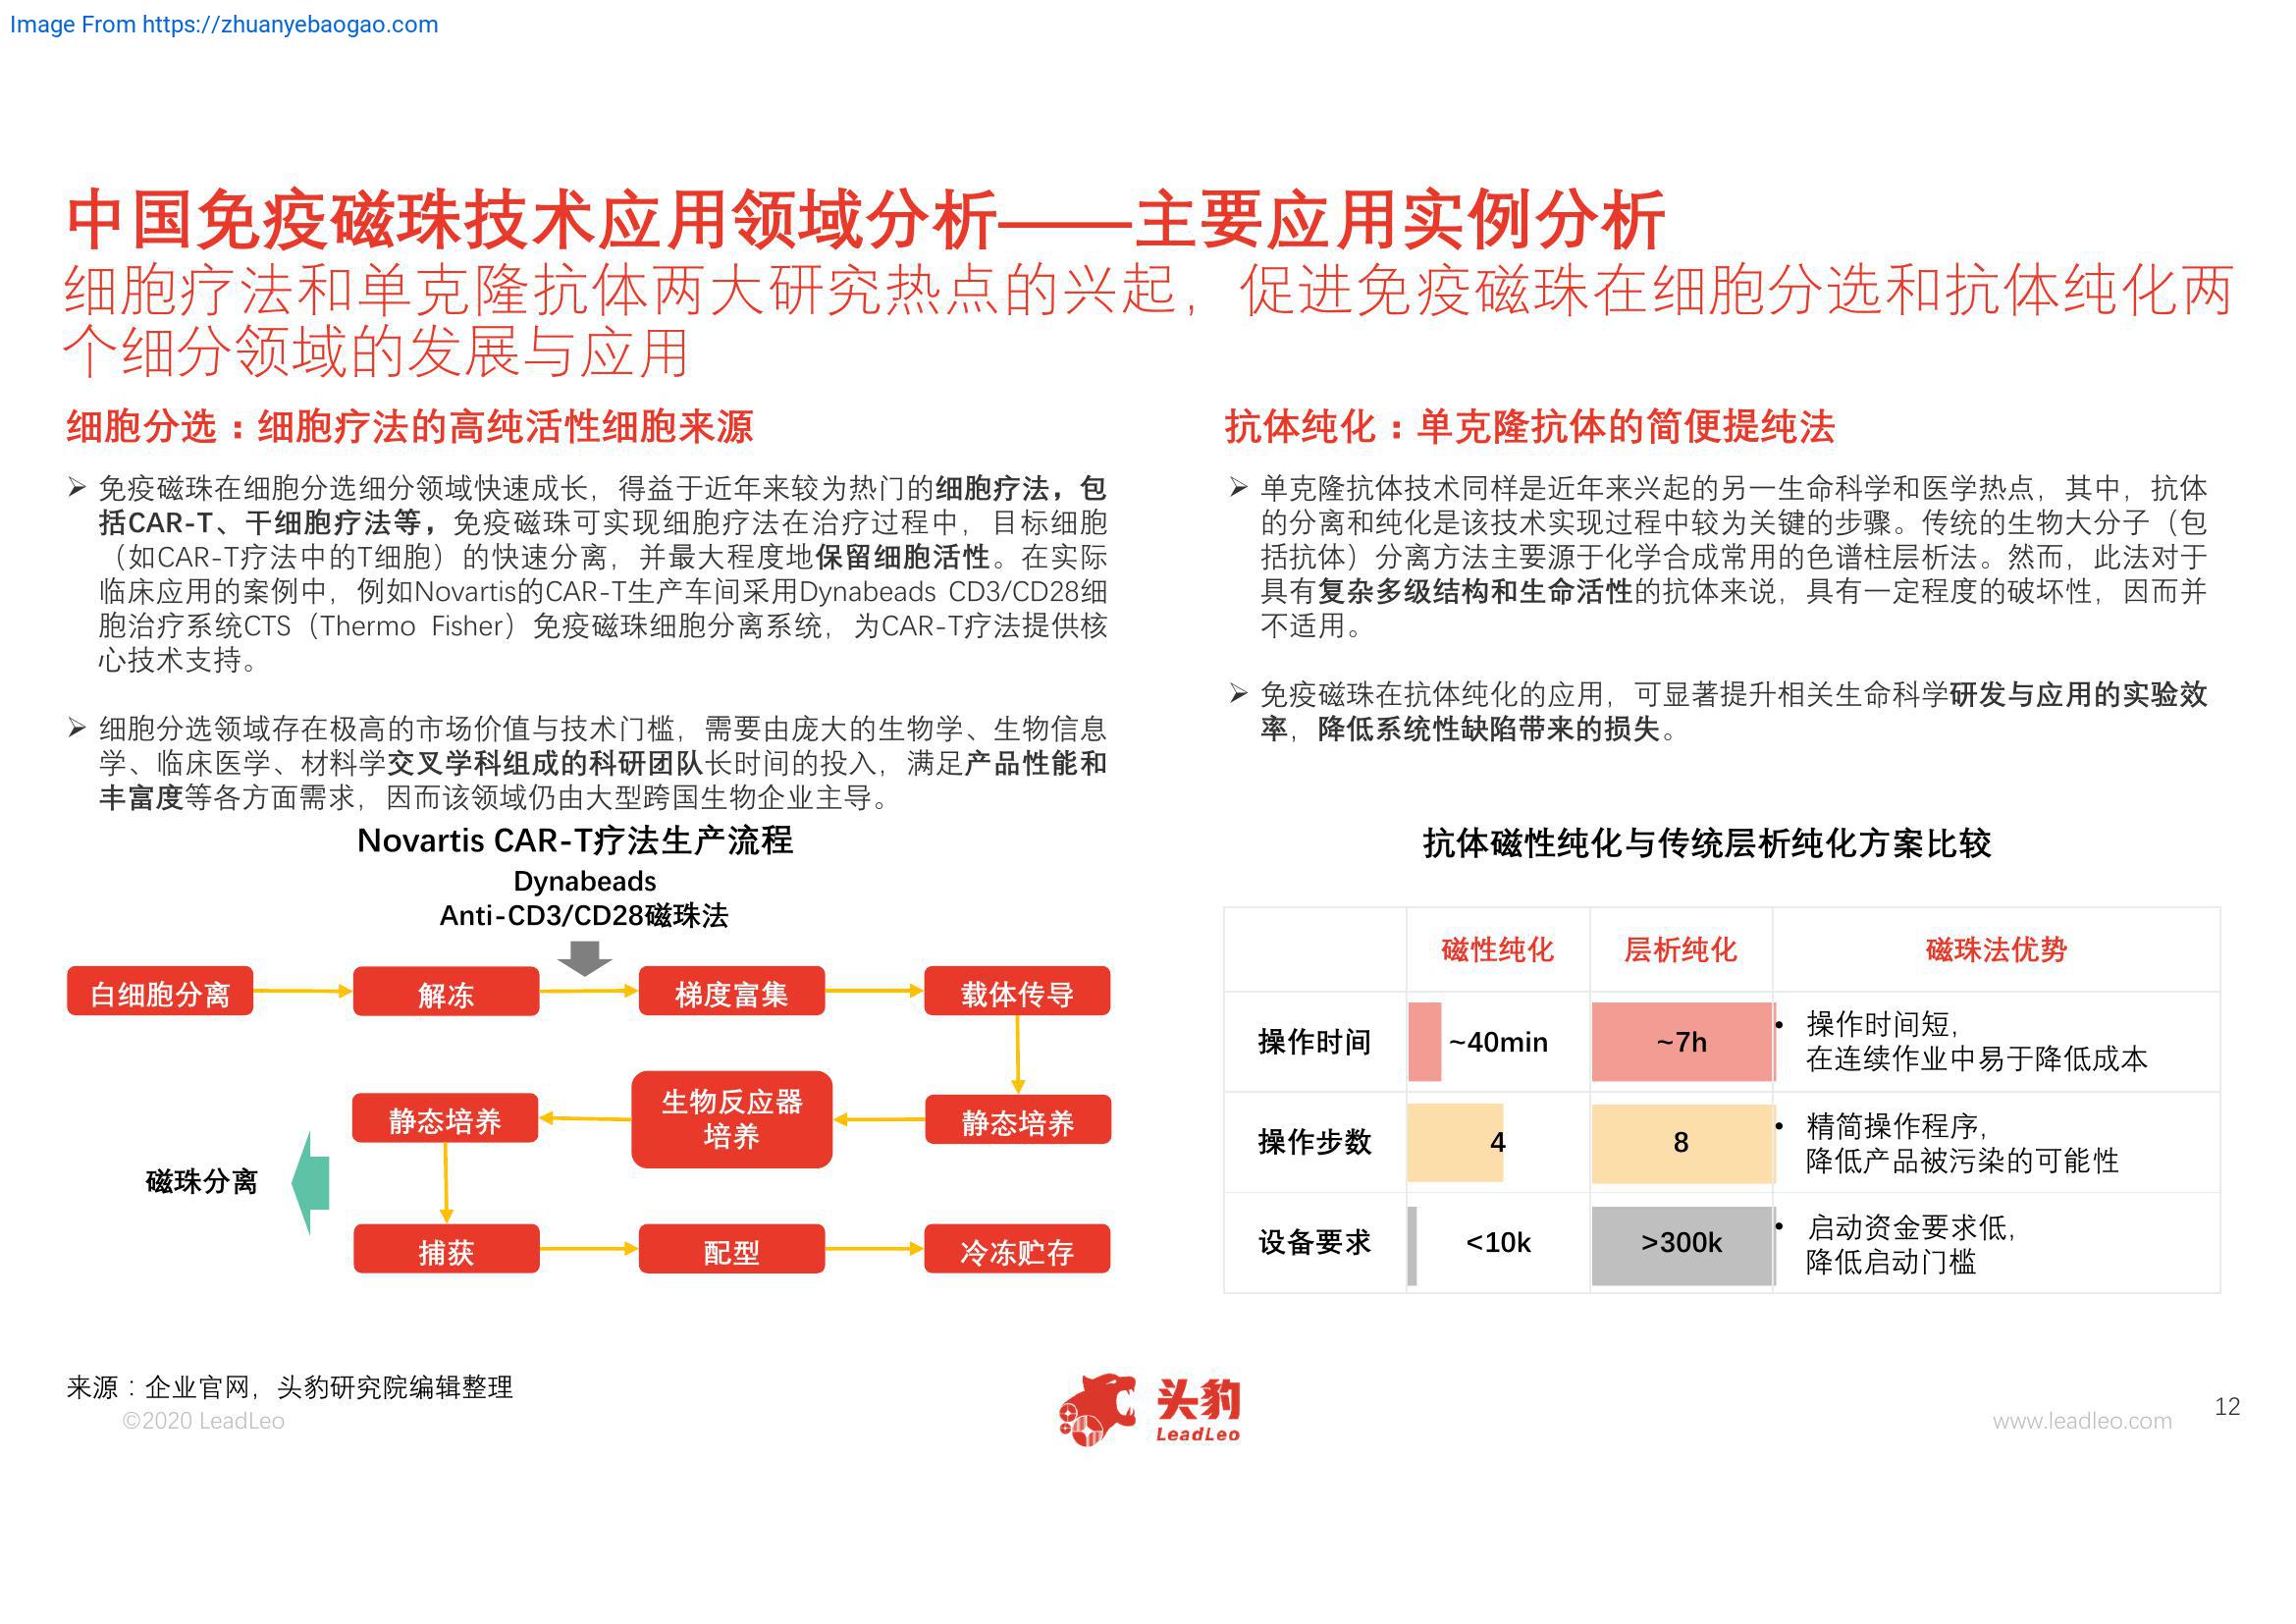 Image From https://zhuanyebaogao.com
中国免疫磁珠技术应用领域分析——主要应用实例分析
细胞疗法和单克隆抗体两大研究热点的兴起，促进免疫磁珠在细胞分选和抗体纯化两
个细分领域的发展与应用
细胞分选：细胞疗法的高纯活性细胞来源
➢ 免疫磁珠在细胞分选细分领域快速成长，得益于近年来较为热门的细胞疗法，包
括CAR-T、干细胞疗法等，免疫磁珠可实现细胞疗法在治疗过程中，目标细胞
（如CAR-T疗法中的T细胞）的快速分离，并最大程度地保留细胞活性。在实际
临床应用的案例中，例如Novartis的CAR-T生产车间采用Dynabeads CD3/CD28细
胞治疗系统CTS（Thermo Fisher）免疫磁珠细胞分离系统，为CAR-T疗法提供核
心技术支持。
➢ 细胞分选领域存在极高的市场价值与技术门槛，需要由庞大的生物学、生物信息
学、临床医学、材料学交叉学科组成的科研团队长时间的投入，满足产品性能和
丰富度等各方面需求，因而该领域仍由大型跨国生物企业主导。
Novartis CAR-T疗法生产流程
Dynabeads
Anti-CD3/CD28磁珠法
白细胞分离
解冻
梯度富集
载体传导
静态培养
生物反应器
培养
静态培养
磁珠分离
捕获
配型
冷冻贮存
抗体纯化：单克隆抗体的简便提纯法
➢ 单克隆抗体技术同样是近年来兴起的另一生命科学和医学热点，其中，抗体
的分离和纯化是该技术实现过程中较为关键的步骤。传统的生物大分子（包
括抗体）分离方法主要源于化学合成常用的色谱柱层析法。然而，此法对于
具有复杂多级结构和生命活性的抗体来说，具有一定程度的破坏性，因而并
不适用。
➢ 免疫磁珠在抗体纯化的应用，可显著提升相关生命科学研发与应用的实验效
率，降低系统性缺陷带来的损失。
抗体磁性纯化与传统层析纯化方案比较
磁性纯化 层析纯化 磁珠法优势
操作时间 ~40min ~7h • 操作时间短，
在连续作业中易于降低成本
操作步数 4 8 • 精简操作程序，
降低产品被污染的可能性
设备要求 <10k >300k • 启动资金要求低，
降低启动门槛
来源：企业官网，头豹研究院编辑整理
©2020 LeadLeo
头豹
LeadLeo
www.leadleo.com
12